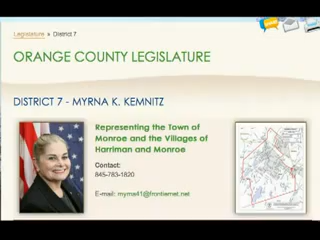 Legislature » District 7
ORANGE COUNTY LEGISLATURE
DISTRICT 7 - MYRNA K. KEMNITZ
Representing the Town of
Monroe and the Villages of
Harriman and Monroe
Contact:
845-783-1820
E-mail: myrna41@frontiernet.net